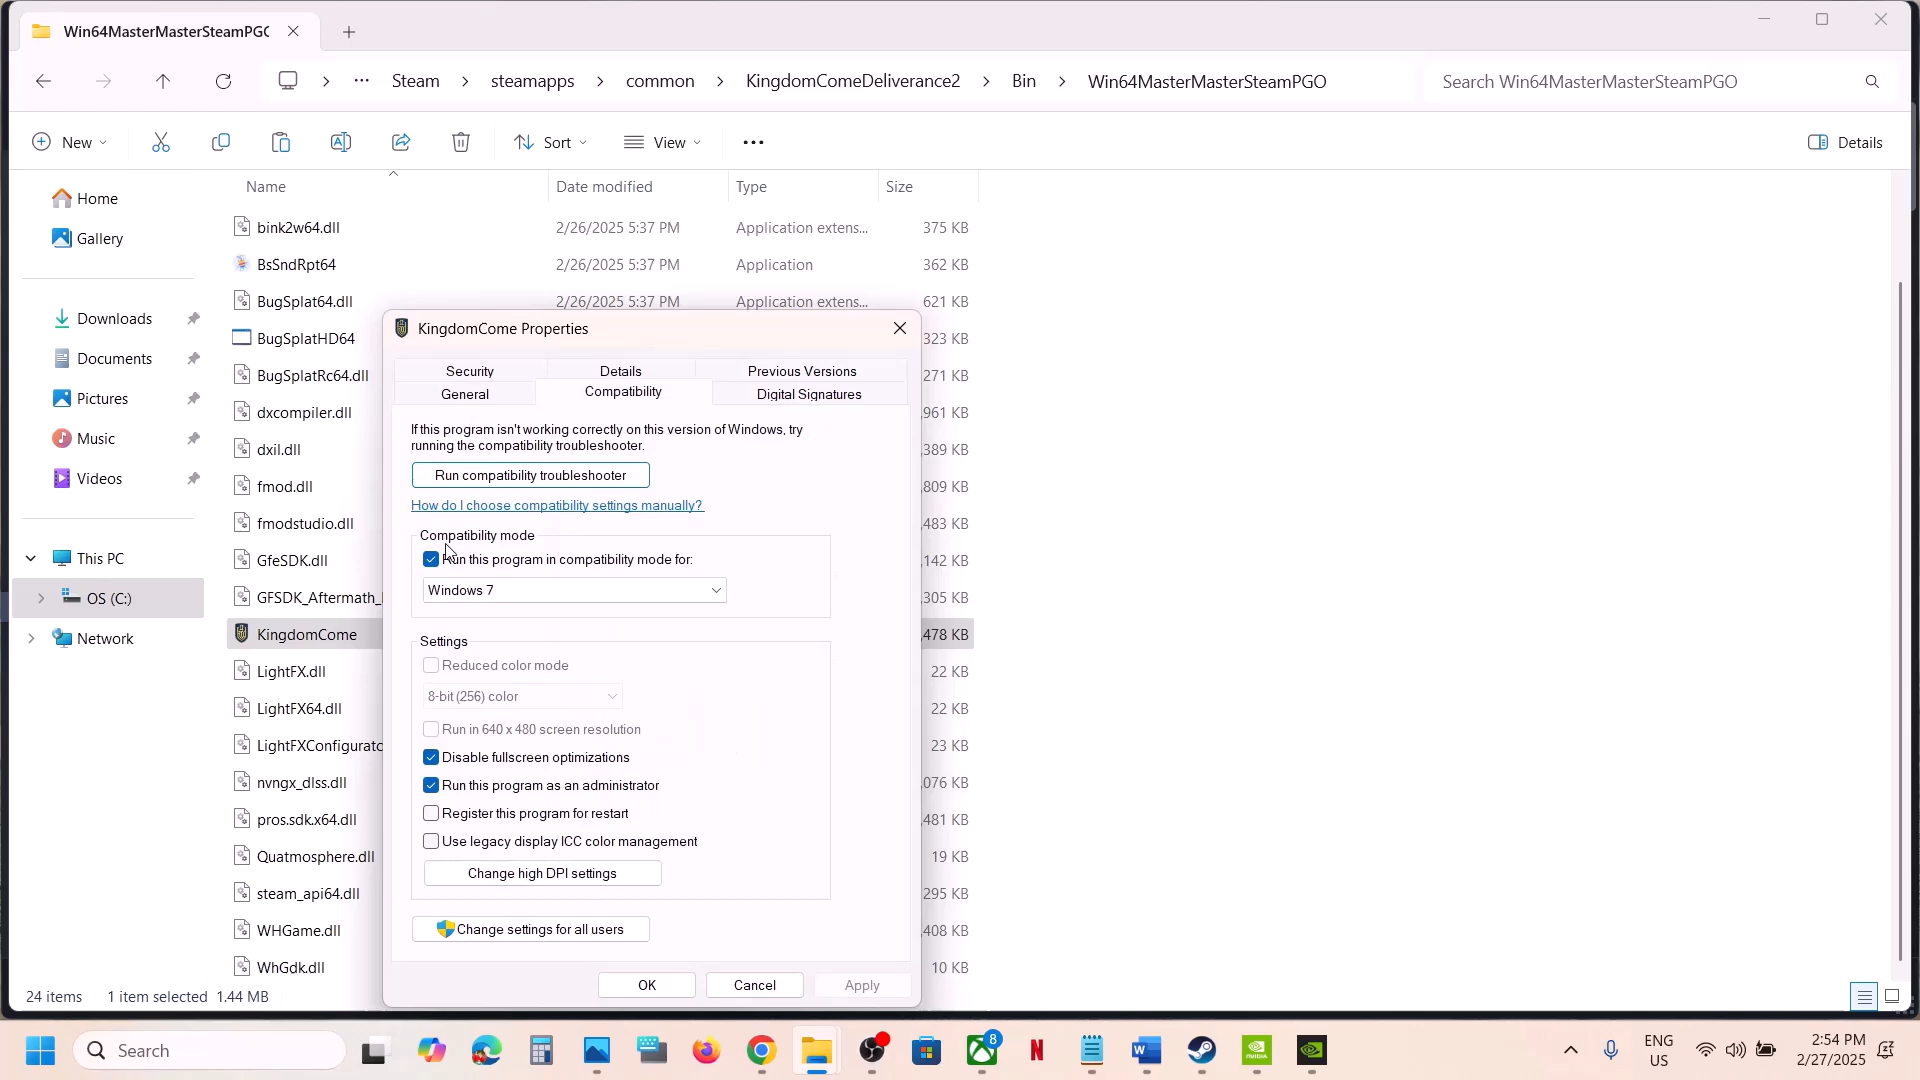 Win64MasterMasterSteamPG
Steam
steamapps
common
KingdomComeDeliverance2
Bin
Win64MasterMasterSteamPGO
Search Win64MasterMasterSteamPGO
New
Sort
View
Details
Name
Date modified
Type
Size
Home
Gallery
Downloads
Documents
Pictures
Music
Videos
This PC
OS (C:)
Network
bink2w64.dll 2/26/2025 5:37 PM Application extens... 375 KB
BsSndRpt64 2/26/2025 5:37 PM Application 362 KB
BugSplat64.dll 2/26/2025 5:37 PM Application extens... 621 KB
BugSplatHD64 323 KB
BugSplatRc64.dll 271 KB
dxcompiler.dll ,961 KB
dxil.dll ,389 KB
fmod.dll ,809 KB
fmodstudio.dll ,483 KB
GfeSDK.dll ,142 KB
GFSDK_Aftermath_ ,305 KB
KingdomCome ,478 KB
LightFX.dll 22 KB
LightFX64.dll 22 KB
LightFXConfigurato 23 KB
nvngx_dlss.dll ,076 KB
pros.sdk.x64.dll ,481 KB
Quatmosphere.dll 19 KB
steam_api64.dll 295 KB
WHGame.dll ,408 KB
WhGdk.dll 10 KB
KingdomCome Properties
Security
Details
Previous Versions
General
Compatibility
Digital Signatures
If this program isn't working correctly on this version of Windows, try
running the compatibility troubleshooter.
Run compatibility troubleshooter
How do I choose compatibility settings manually?
Compatibility mode
Run this program in compatibility mode for:
Windows 7
Settings
Reduced color mode
8-bit (256) color
Run in 640 x 480 screen resolution
Disable fullscreen optimizations
Run this program as an administrator
Register this program for restart
Use legacy display ICC color management
Change high DPI settings
Change settings for all users
OK
Cancel
Apply
24 items
1 item selected 1.44 MB
Search
8
ENG
US
2:54 PM
2/27/2025